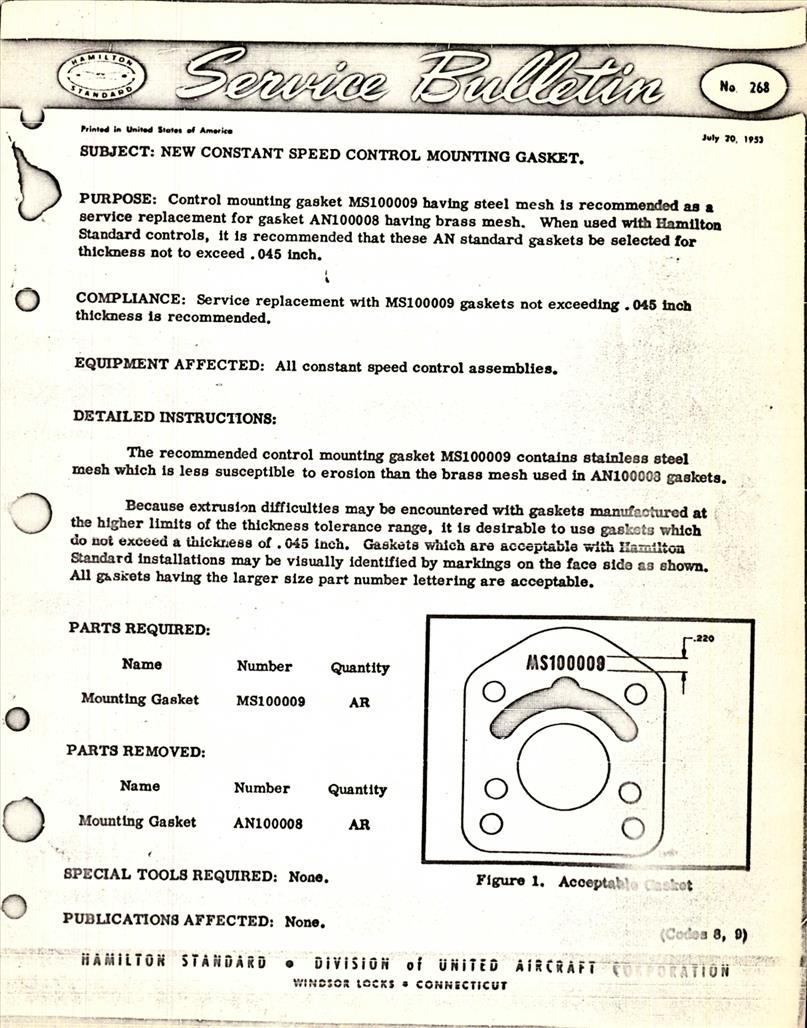 HAMILTON STANDARD
Service Bulletin
No. 268
Printed in United States of America
July 20, 1953
SUBJECT: NEW CONSTANT SPEED CONTROL MOUNTING GASKET.
PURPOSE: Control mounting gasket MS100009 having steel mesh is recommended as a
service replacement for gasket AN100008 having brass mesh. When used with Hamilton
Standard controls, it is recommended that these AN standard gaskets be selected for
thickness not to exceed .045 inch.
COMPLIANCE: Service replacement with MS100009 gaskets not exceeding .045 inch
thickness is recommended.
EQUIPMENT AFFECTED: All constant speed control assemblies.
DETAILED INSTRUCTIONS:
The recommended control mounting gasket MS100009 contains stainless steel
mesh which is less susceptible to erosion than the brass mesh used in AN100008 gaskets.
Because extrusion difficulties may be encountered with gaskets manufactured at
the higher limits of the thickness tolerance range, it is desirable to use gaskets which
do not exceed a thickness of .045 inch. Gaskets which are acceptable with Hamilton
Standard installations may be visually identified by markings on the face side as shown.
All gaskets having the larger size part number lettering are acceptable.
PARTS REQUIRED:
Name Number Quantity
Mounting Gasket MS100009 AR
PARTS REMOVED:
Name Number Quantity
Mounting Gasket AN100008 AR
SPECIAL TOOLS REQUIRED: None.
PUBLICATIONS AFFECTED: None.
MS100009
.220
Figure 1. Acceptable Gasket
(Codes 8, 9)
HAMILTON STANDARD • DIVISION of UNITED AIRCRAFT CORPORATION
WINDSOR LOCKS • CONNECTICUT